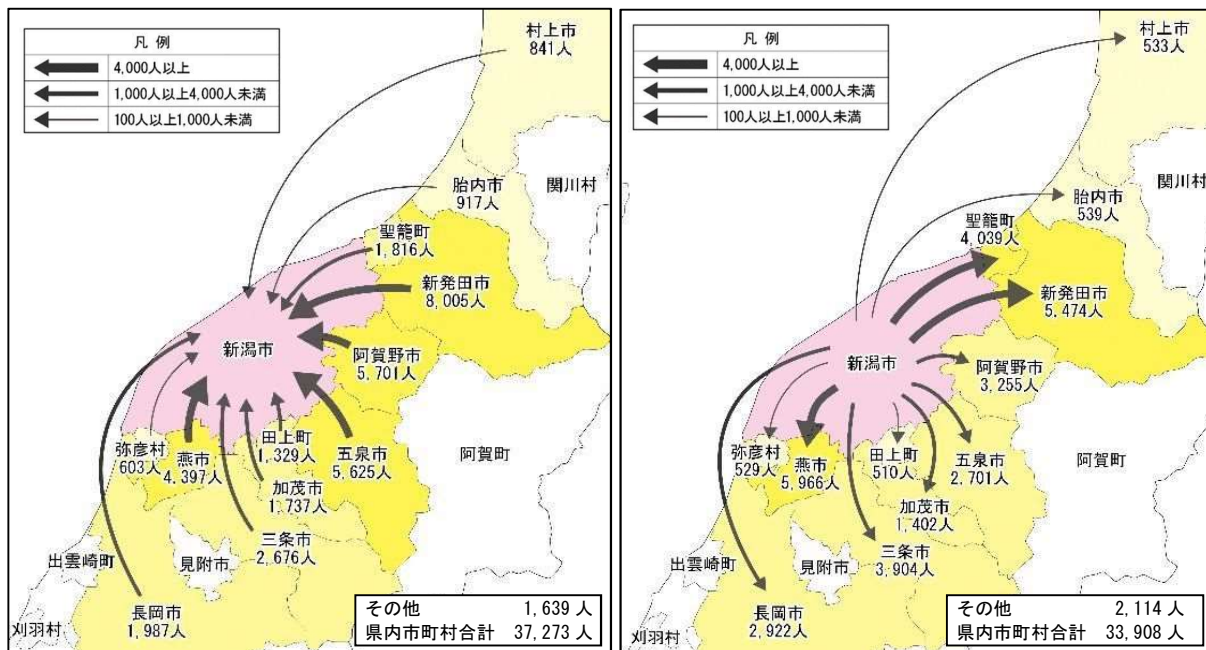 凡 例
4,000人以上
1,000人以上4,000人未満
100人以上1,000人未満
村上市
841人
関川村
胎内市
917人
聖籠町
1,816人
新発田市
8,005人
新潟市
阿賀野市
5,701人
弥彦村
603人
燕市
4,397人
田上町
1,329人
五泉市
5,625人
阿賀町
加茂市
1,737人
三条市
2,676人
出雲崎町
見附市
長岡市
1,987人
刈羽村
その他 1,639 人
県内市町村合計 37,273 人
凡 例
4,000人以上
1,000人以上4,000人未満
100人以上1,000人未満
村上市
533人
関川村
胎内市
539人
聖籠町
4,039人
新発田市
5,474人
新潟市
阿賀野市
3,255人
弥彦村
529人
燕市
5,966人
田上町
510人
五泉市
2,701人
阿賀町
加茂市
1,402人
三条市
3,904人
出雲崎町
見附市
長岡市
2,922人
刈羽村
その他 2,114 人
県内市町村合計 33,908 人